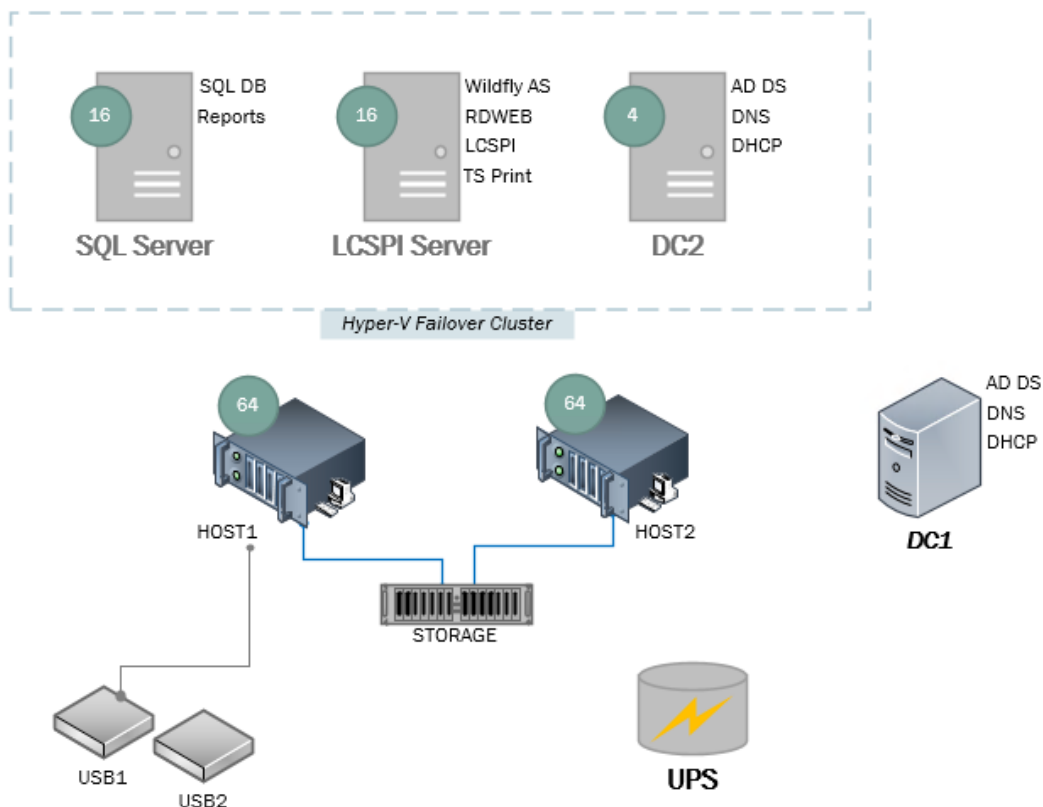 16
SQL DB
Reports
SQL Server
16
Wildfly AS
RDWEB
LCSPI
TS Print
LCSPI Server
4
AD DS
DNS
DHCP
DC2
Hyper-V Failover Cluster
64
HOST1
64
HOST2
AD DS
DNS
DHCP
DC1
STORAGE
USB1
USB2
UPS